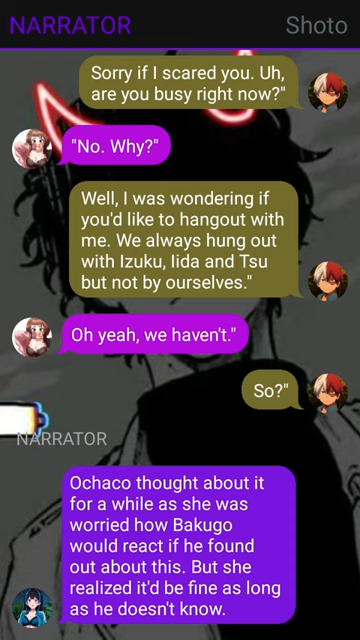 NARRATOR Shoto
Sorry if I scared you. Uh,
are you busy right now?"
"No. Why?"
Well, I was wondering if
you'd like to hangout with
me. We always hung out
with Izuku, Iida and Tsu
but not by ourselves."
Oh yeah, we haven't."
So?"
NARRATOR
Ochaco thought about it
for a while as she was
worried how Bakugo
would react if he found
out about this. But she
realized it'd be fine as long
as he doesn't know.